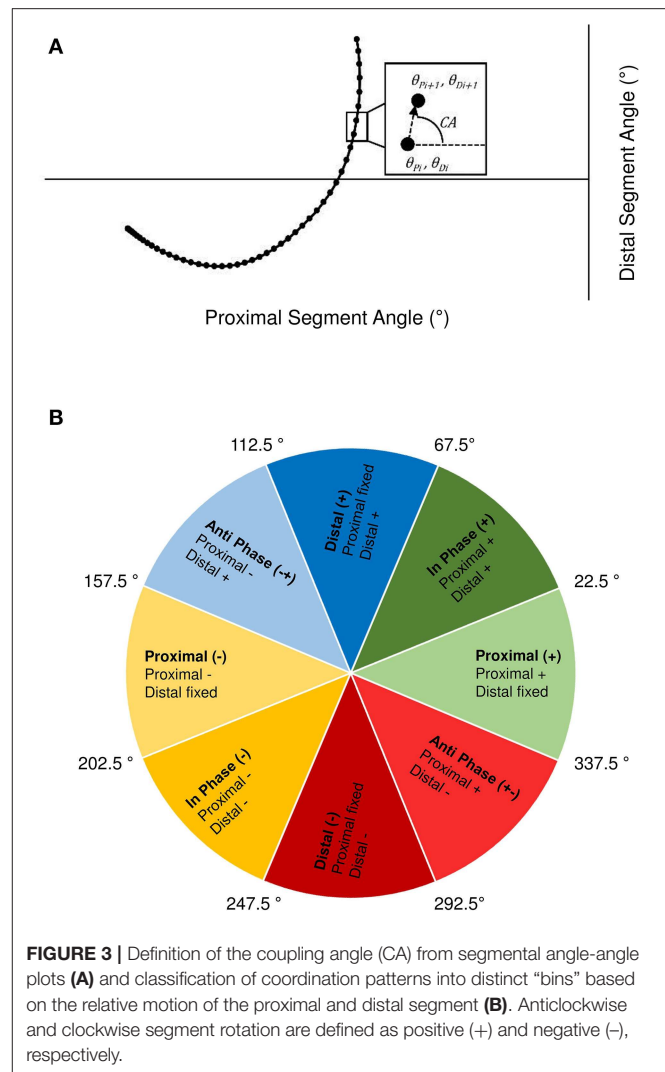 A
θPi+1, θDi+1
CA
θPi, θDi
Distal Segment Angle (°)
Proximal Segment Angle (°)
B
112.5 °
67.5 °
Distal (+)
Proximal fixed
Distal +
In Phase (+)
Proximal +
Distal +
Anti Phase (-+)
Proximal -
Distal +
157.5 °
22.5 °
Proximal (-)
Proximal -
Distal fixed
Proximal (+)
Proximal +
Distal fixed
202.5 °
337.5 °
In Phase (-)
Proximal -
Distal -
Anti Phase (+-)
Proximal +
Distal -
Distal (-)
Proximal fixed
Distal -
247.5 °
292.5°
FIGURE 3 | Definition of the coupling angle (CA) from segmental angle-angle
plots (A) and classification of coordination patterns into distinct “bins” based
on the relative motion of the proximal and distal segment (B). Anticlockwise
and clockwise segment rotation are defined as positive (+) and negative (–),
respectively.